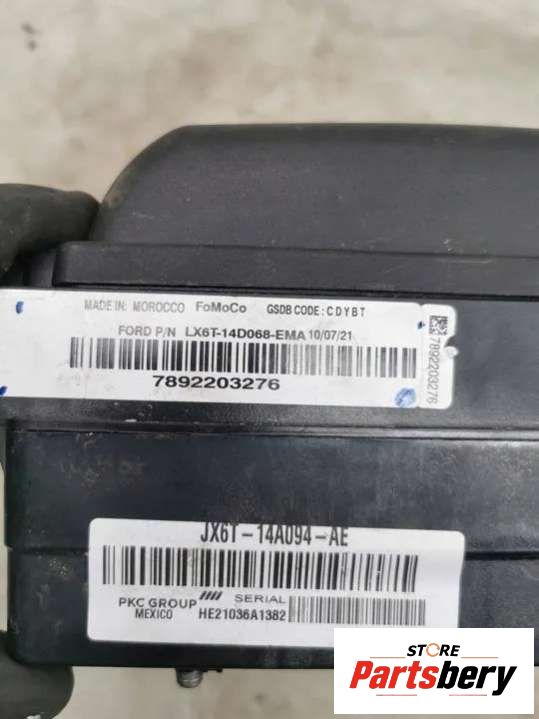 MADE IN: MOROCCO FoMoCo GSDB CODE: CDYBT
FORD P/N LX6T-14D068-EMA 10/07/21
7892203276
7892203276
JX6T-14A094-AE
PKC GROUP SERIAL
MEXICO HE21036A1382
STORE
Partsbery